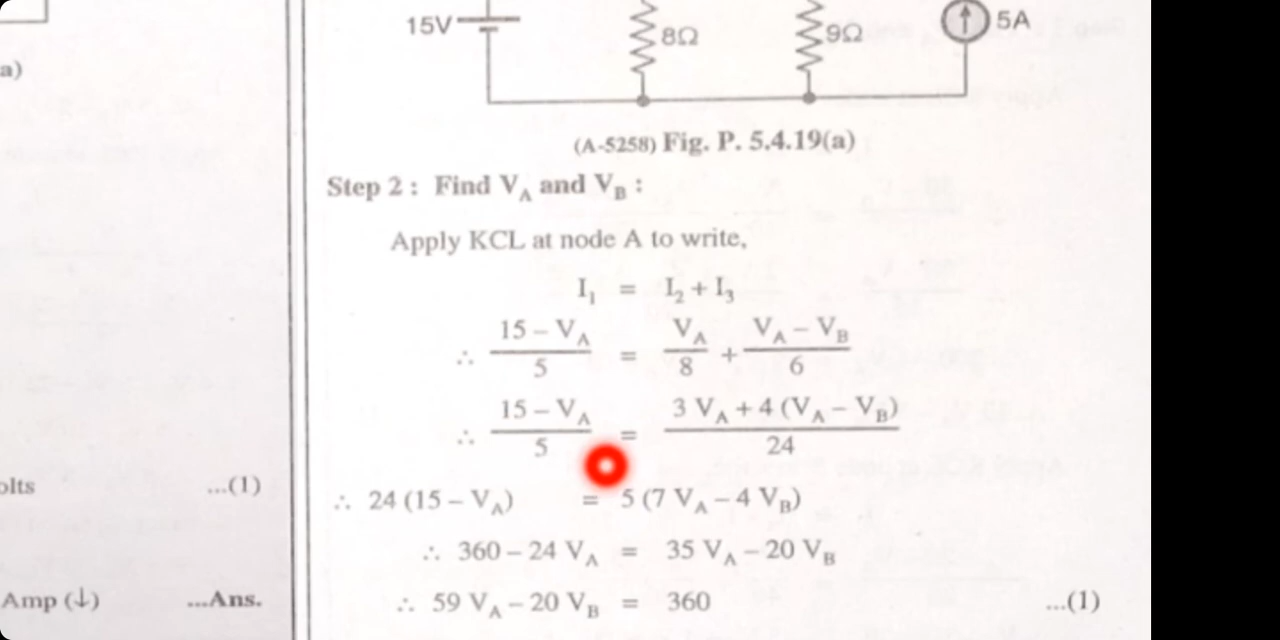 15V
8Ω
9Ω
5A
a)
(A-5258) Fig. P. 5.4.19(a)
Step 2 : Find V_A and V_B :
Apply KCL at node A to write,
I_1 = I_2 + I_3
∴ (15 – V_A)/5 = V_A/8 + (V_A – V_B)/6
∴ (15 – V_A)/5 = (3 V_A + 4 (V_A – V_B))/24
olts ...(1)
∴ 24 (15 – V_A) = 5 (7 V_A – 4 V_B)
∴ 360 – 24 V_A = 35 V_A – 20 V_B
Amp (↓) ...Ans.
∴ 59 V_A – 20 V_B = 360 ...(1)